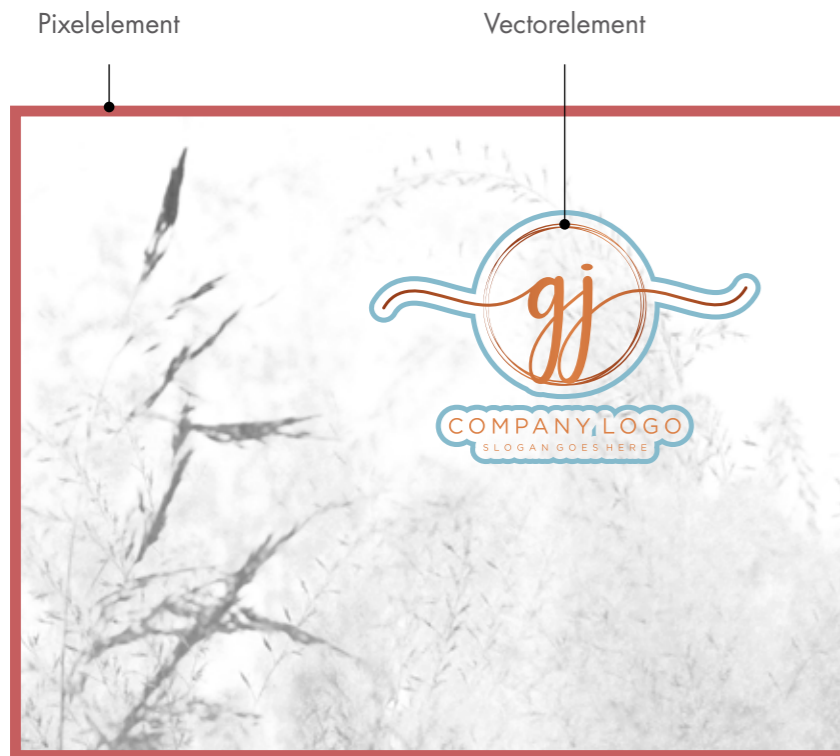 Pixelelement
Vectorelement
gj
COMPANY LOGO
SLOGAN GOES HERE